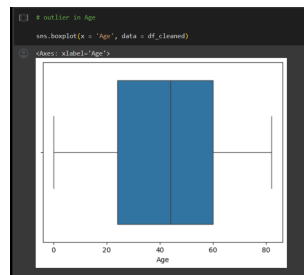 # outlier in Age
sns.boxplot(x = 'Age', data = df_cleaned)
<Axes: xlabel='Age'>
0 20 40 60 80
Age